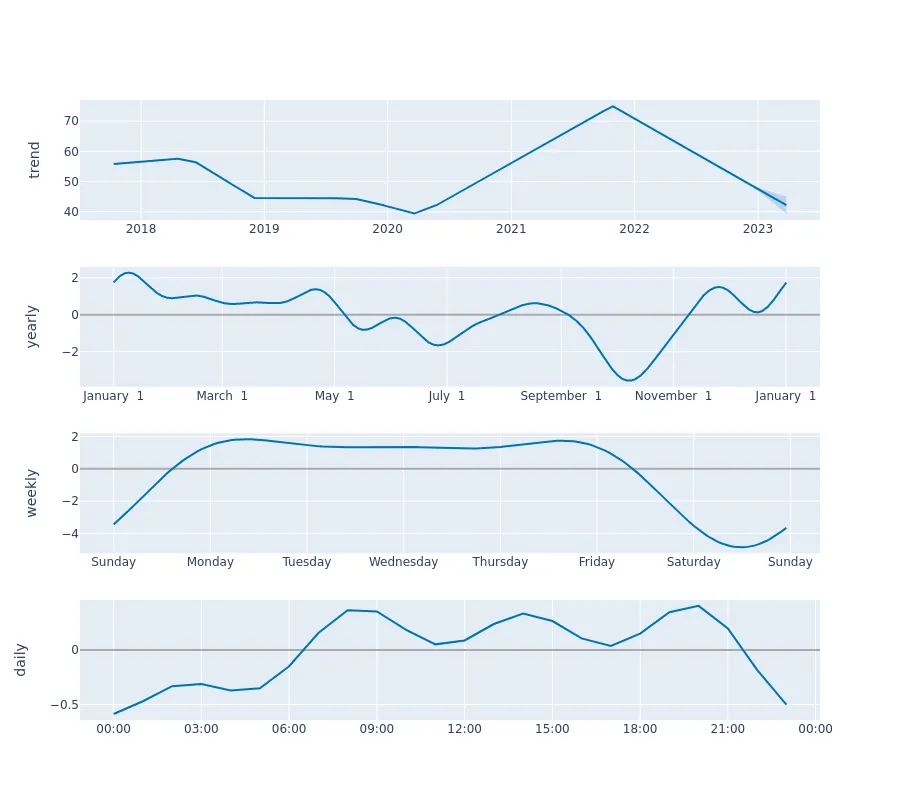 trend
70
60
50
40
2018 2019 2020 2021 2022 2023
yearly
2
0
−2
January 1 March 1 May 1 July 1 September 1 November 1 January 1
weekly
2
0
−2
−4
Sunday Monday Tuesday Wednesday Thursday Friday Saturday Sunday
daily
0
−0.5
00:00 03:00 06:00 09:00 12:00 15:00 18:00 21:00 00:00